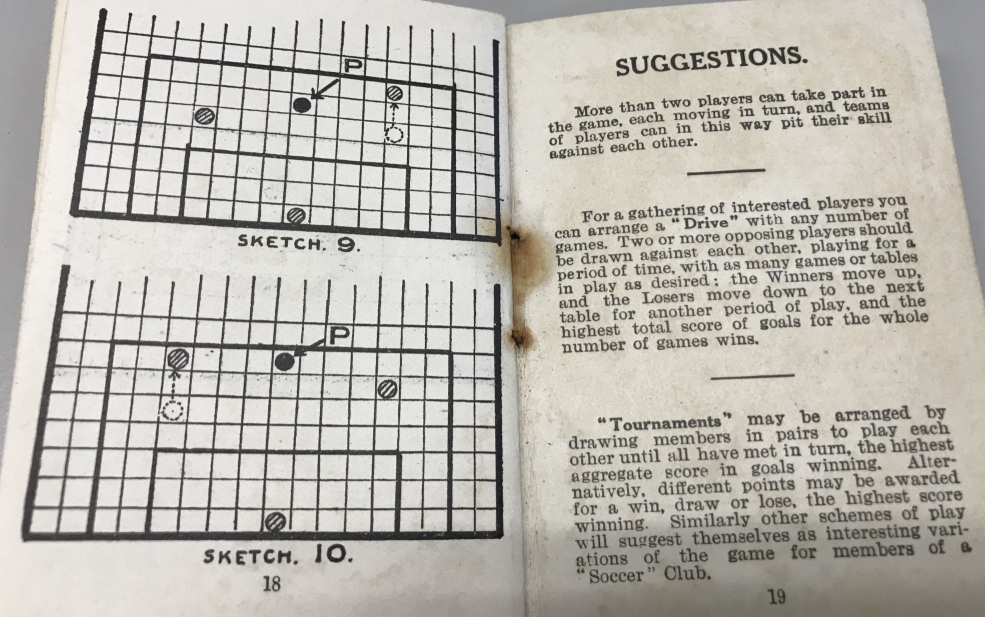 P
SKETCH. 9.
P
SKETCH. 10.
18
SUGGESTIONS.
More than two players can take part in
the game, each moving in turn, and teams
of players can in this way pit their skill
against each other.
For a gathering of interested players you
can arrange a "Drive" with any number of
games. Two or more opposing players should
be drawn against each other, playing for a
period of time, with as many games or tables
in play as desired; the Winners move up,
and the Losers move down to the next
table for another period of play, and the
highest total score of goals for the whole
number of games wins.
"Tournaments" may be arranged by
drawing members in pairs to play each
other until all have met in turn, the highest
aggregate score in goals winning. Alter-
natively, different points may be awarded
for a win, draw or lose, the highest score
winning. Similarly other schemes of play
will suggest themselves as interesting vari-
ations of the game for members of a
"Soccer" Club.
19